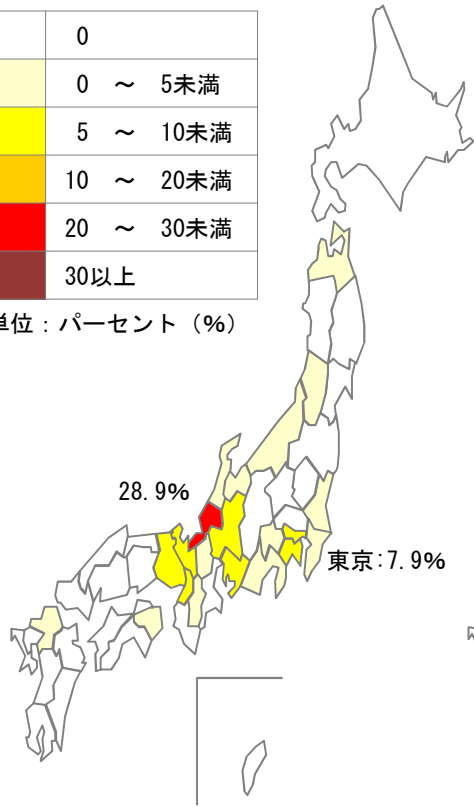 0
0 ～ 5未満
5 ～ 10未満
10 ～ 20未満
20 ～ 30未満
30以上
単位：パーセント（%）
28.9%
東京:7.9%